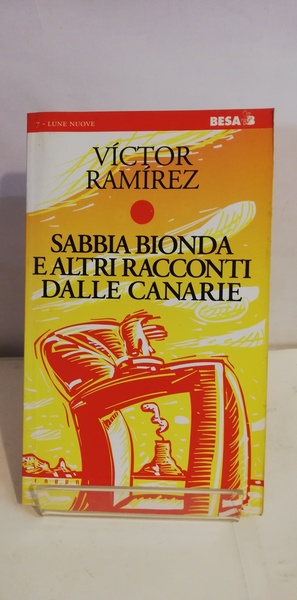 7 - LUNE NUOVE
BESA
VÍCTOR
RAMÍREZ
SABBIA BIONDA
E ALTRI RACCONTI
DALLE CANARIE